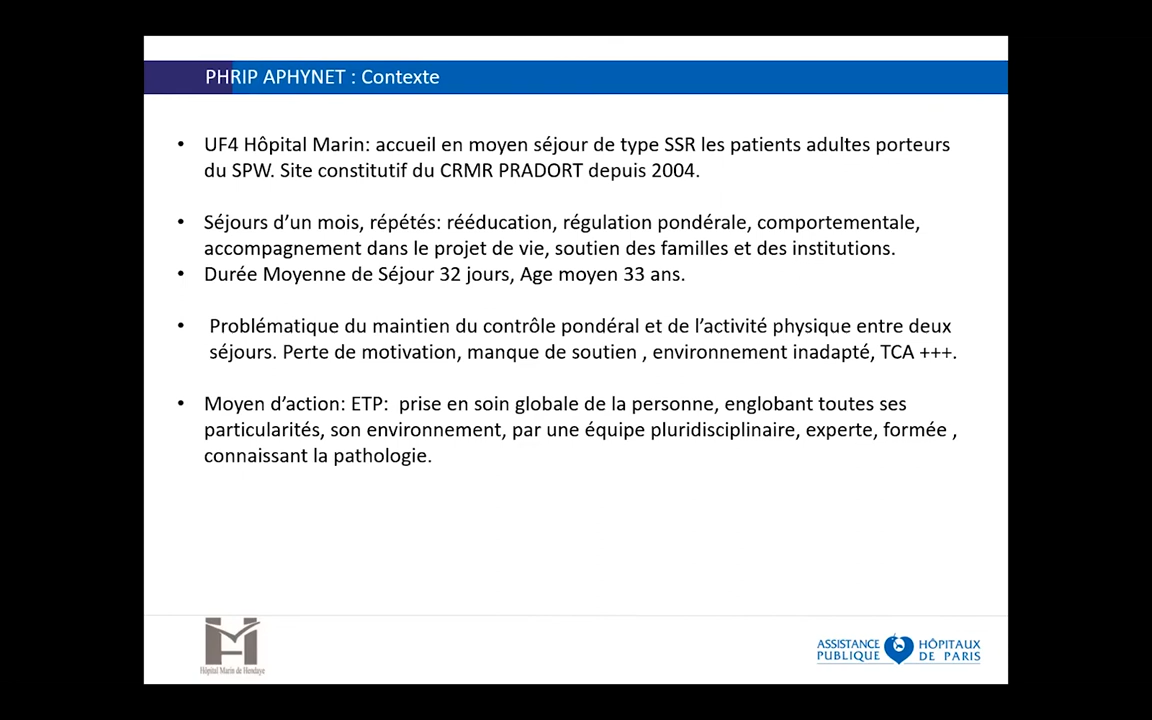 PHRIP APHYNET : Contexte
• UF4 Hôpital Marin: accueil en moyen séjour de type SSR les patients adultes porteurs
du SPW. Site constitutif du CRMR PRADORT depuis 2004.
• Séjours d’un mois, répétés: rééducation, régulation pondérale, comportementale,
accompagnement dans le projet de vie, soutien des familles et des institutions.
• Durée Moyenne de Séjour 32 jours, Age moyen 33 ans.
• Problématique du maintien du contrôle pondéral et de l’activité physique entre deux
séjours. Perte de motivation, manque de soutien , environnement inadapté, TCA +++.
• Moyen d’action: ETP: prise en soin globale de la personne, englobant toutes ses
particularités, son environnement, par une équipe pluridisciplinaire, experte, formée ,
connaissant la pathologie.
Hôpital Marin de Hendaye
ASSISTANCE HÔPITAUX
PUBLIQUE DE PARIS